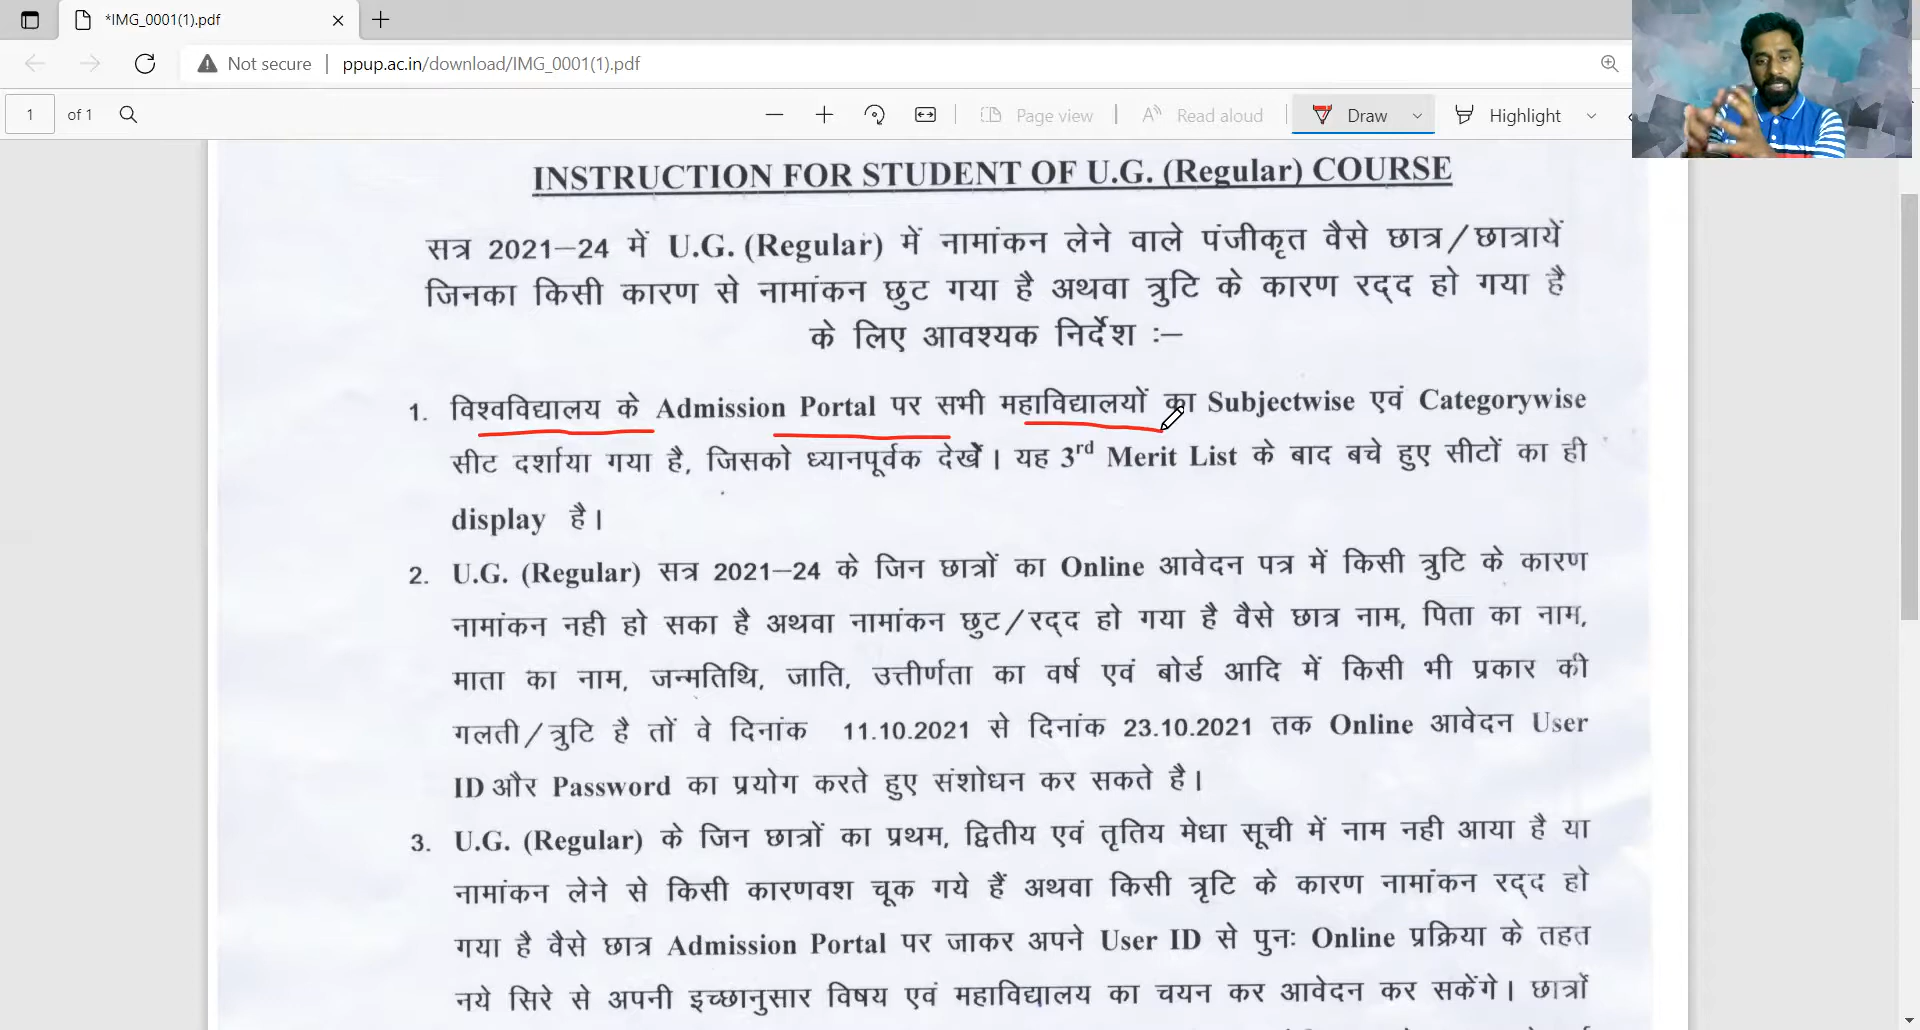 *IMG_0001(1).pdf
Not secure ppup.ac.in/download/IMG_0001(1).pdf
1 of 1 Page view Read aloud Draw Highlight
INSTRUCTION FOR STUDENT OF U.G. (Regular) COURSE
सत्र 2021–24 में U.G. (Regular) में नामांकन लेने वाले पंजीकृत वैसे छात्र/छात्रायें
जिनका किसी कारण से नामांकन छुट गया है अथवा त्रुटि के कारण रद्द हो गया है
के लिए आवश्यक निर्देश :–
1. विश्वविद्यालय के Admission Portal पर सभी महाविद्यालयों का Subjectwise एवं Categorywise
सीट दर्शाया गया है, जिसको ध्यानपूर्वक देखें। यह 3rd Merit List के बाद बचे हुए सीटों का ही
display है।
2. U.G. (Regular) सत्र 2021–24 के जिन छात्रों का Online आवेदन पत्र में किसी त्रुटि के कारण
नामांकन नही हो सका है अथवा नामांकन छुट/रद्द हो गया है वैसे छात्र नाम, पिता का नाम,
माता का नाम, जन्मतिथि, जाति, उत्तीर्णता का वर्ष एवं बोर्ड आदि में किसी भी प्रकार की
गलती/त्रुटि है तों वे दिनांक 11.10.2021 से दिनांक 23.10.2021 तक Online आवेदन User
ID और Password का प्रयोग करते हुए संशोधन कर सकते है।
3. U.G. (Regular) के जिन छात्रों का प्रथम, द्वितीय एवं तृतिय मेधा सूची में नाम नही आया है या
नामांकन लेने से किसी कारणवश चूक गये हैं अथवा किसी त्रृटि के कारण नामांकन रद्द हो
गया है वैसे छात्र Admission Portal पर जाकर अपने User ID से पुनः Online प्रक्रिया के तहत
नये सिरे से अपनी इच्छानुसार विषय एवं महाविद्यालय का चयन कर आवेदन कर सकेंगे। छात्रों